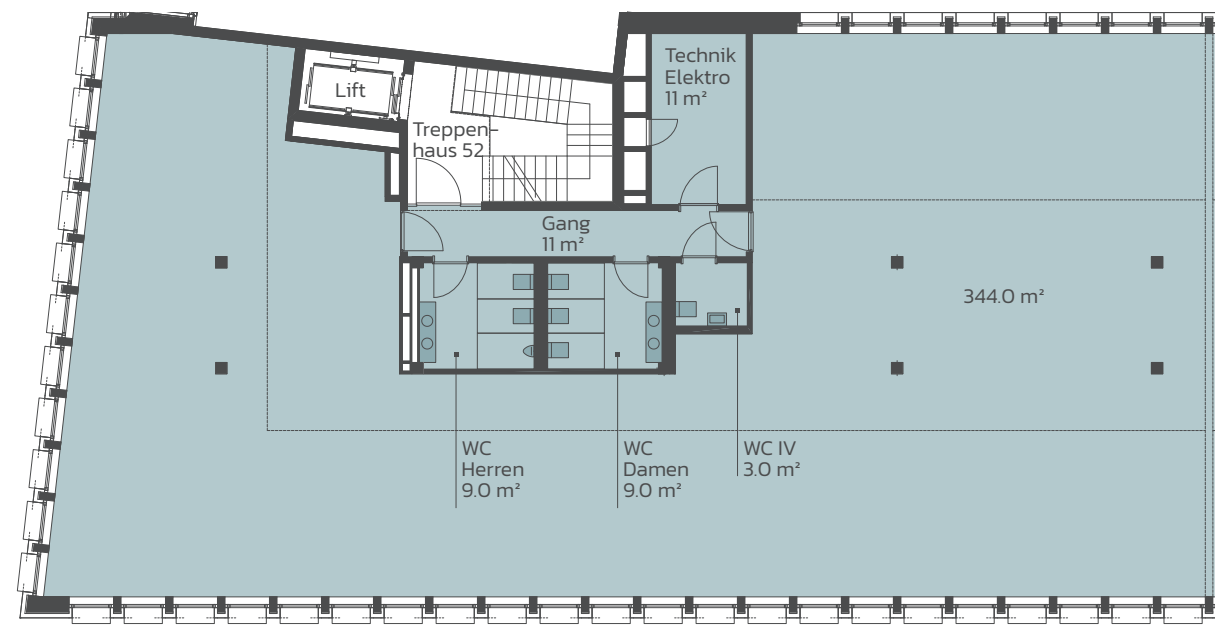 Technik
Elektro
11 m²
Lift
Treppen-
haus 52
Gang
11 m²
344.0 m²
WC
Herren
9.0 m²
WC
Damen
9.0 m²
WC IV
3.0 m²